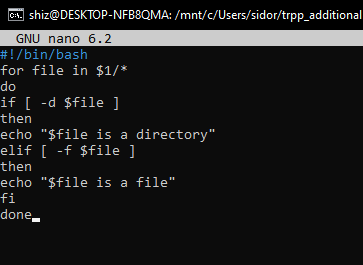 shiz@DESKTOP-NFB8QMA: /mnt/c/Users/sidor/trpp_additional
GNU nano 6.2
#!/bin/bash
for file in $1/*
do
if [ -d $file ]
then
echo "$file is a directory"
elif [ -f $file ]
then
echo "$file is a file"
fi
done